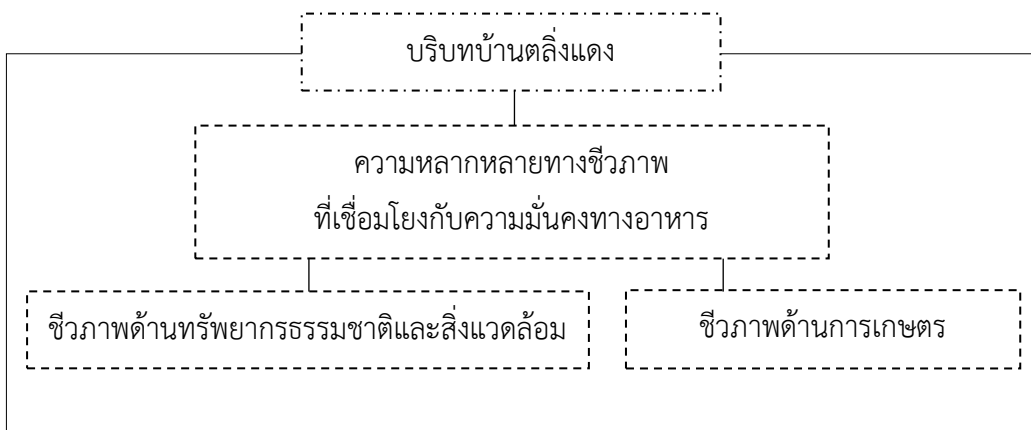 บริบทบ้านตลิ่งแดง
ความหลากหลายทางชีวภาพ
ที่เชื่อมโยงกับความมั่นคงทางอาหาร
ชีวภาพด้านทรัพยากรธรรมชาติและสิ่งแวดล้อม
ชีวภาพด้านการเกษตร